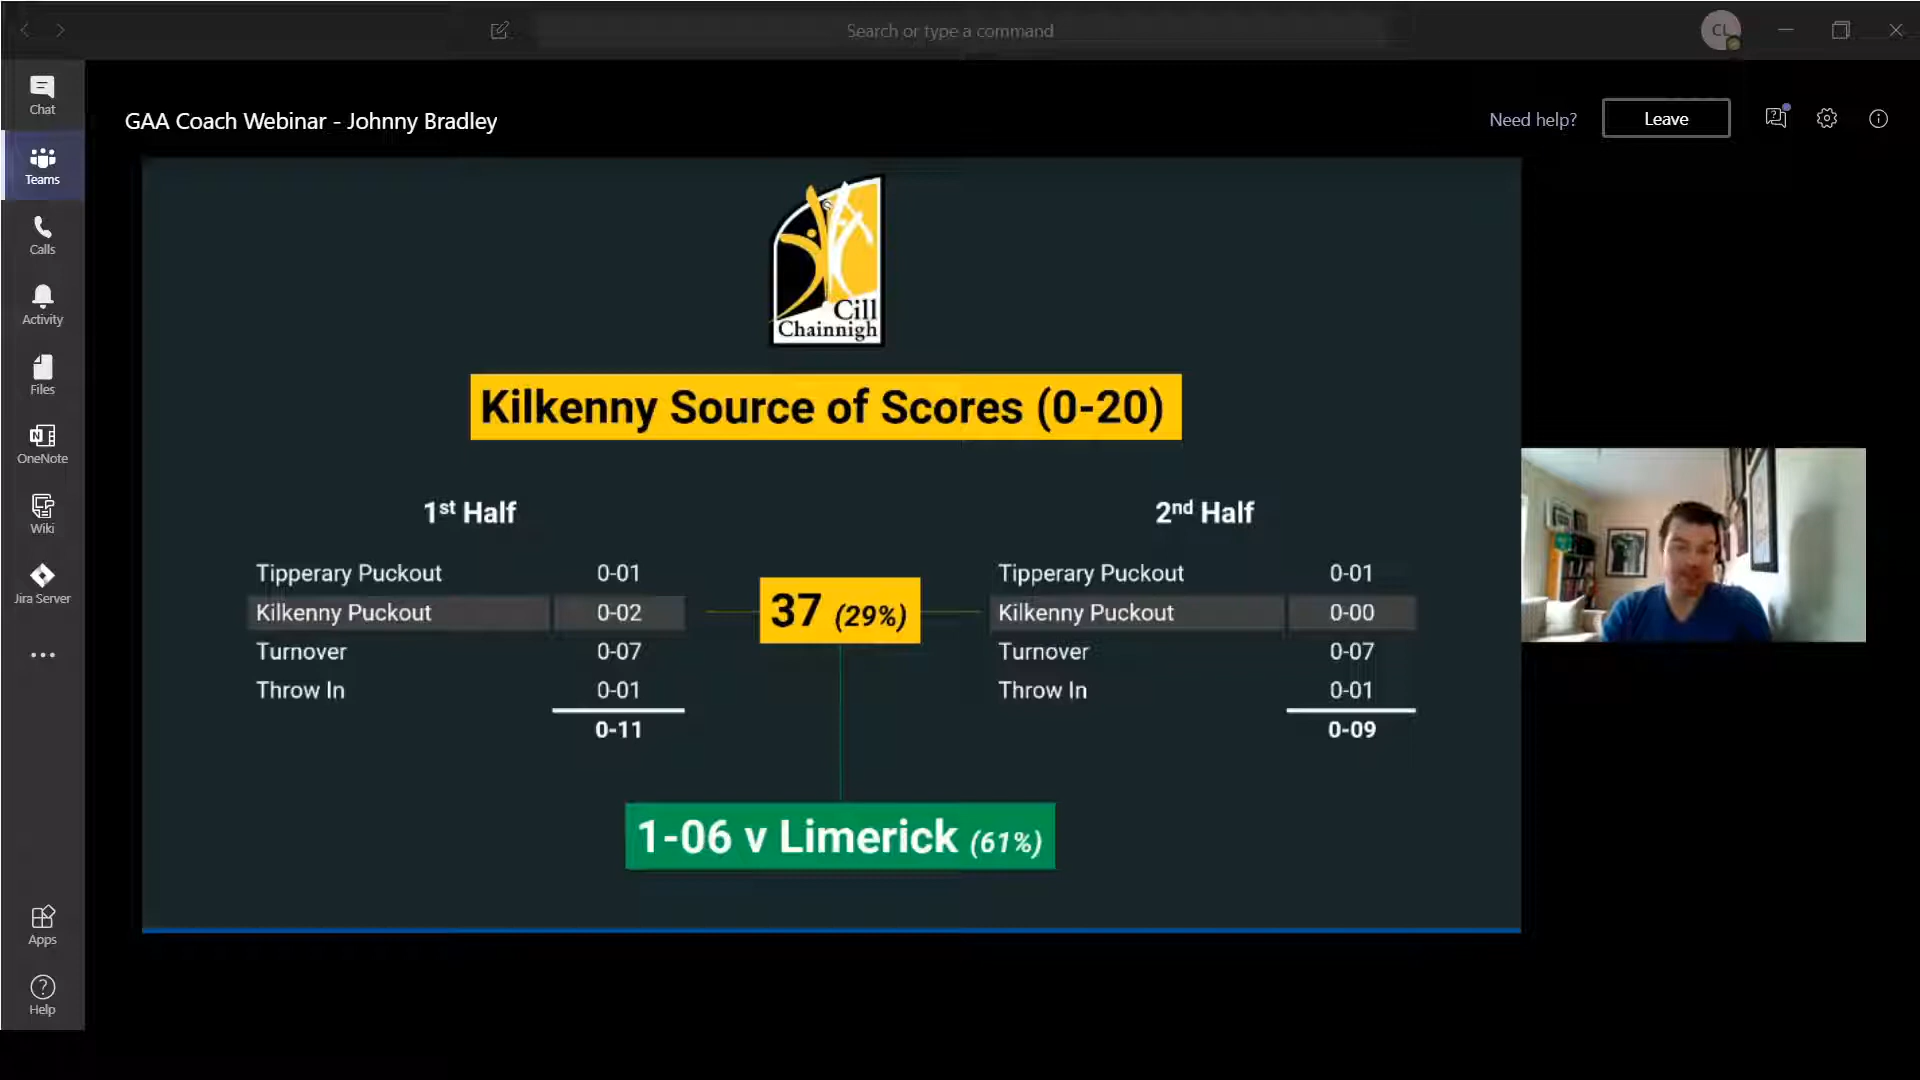 Search or type a command
CL
Chat
GAA Coach Webinar - Johnny Bradley
Need help?
Leave
Teams
Calls
Activity
Files
OneNote
Wiki
Jira Server
Apps
Help
Cill
Chainnigh
Kilkenny Source of Scores (0-20)
1st Half
Tipperary Puckout 0-01
Kilkenny Puckout 0-02
Turnover 0-07
Throw In 0-01
0-11
37 (29%)
2nd Half
Tipperary Puckout 0-01
Kilkenny Puckout 0-00
Turnover 0-07
Throw In 0-01
0-09
1-06 v Limerick (61%)